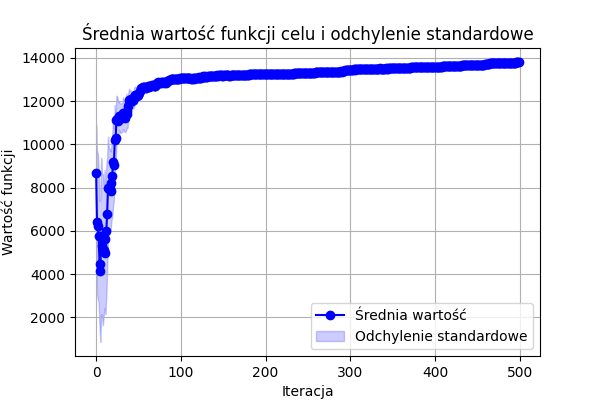 Średnia wartość funkcji celu i odchylenie standardowe
14000
12000
10000
8000
6000
4000
2000
Wartość funkcji
0
100
200
300
400
500
Iteracja
Średnia wartość
Odchylenie standardowe